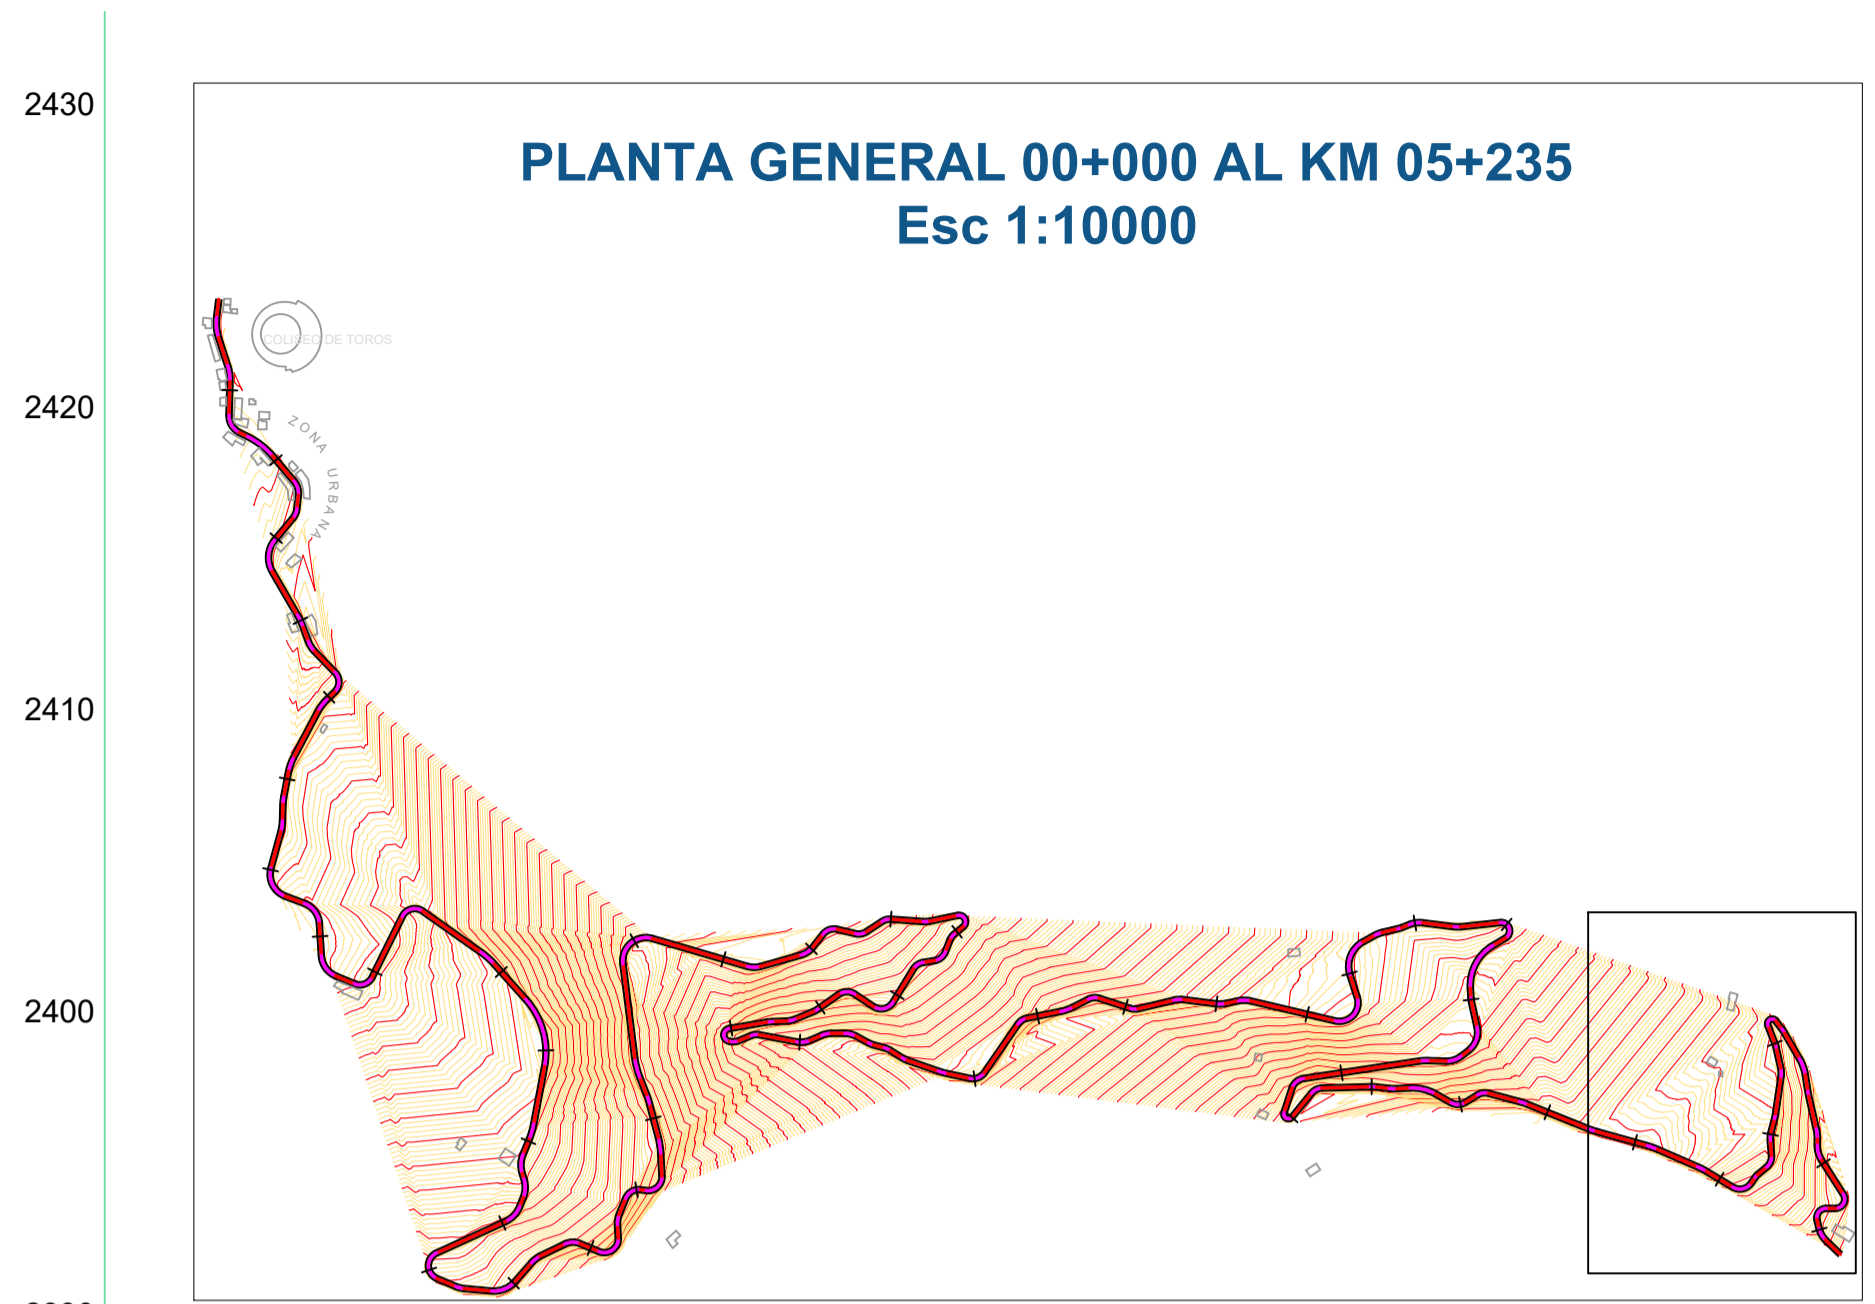 2430
PLANTA GENERAL 00+000 AL KM 05+235
Esc 1:10000
COLISEO DE TOROS
2420
ZONA URBANA
2410
2400